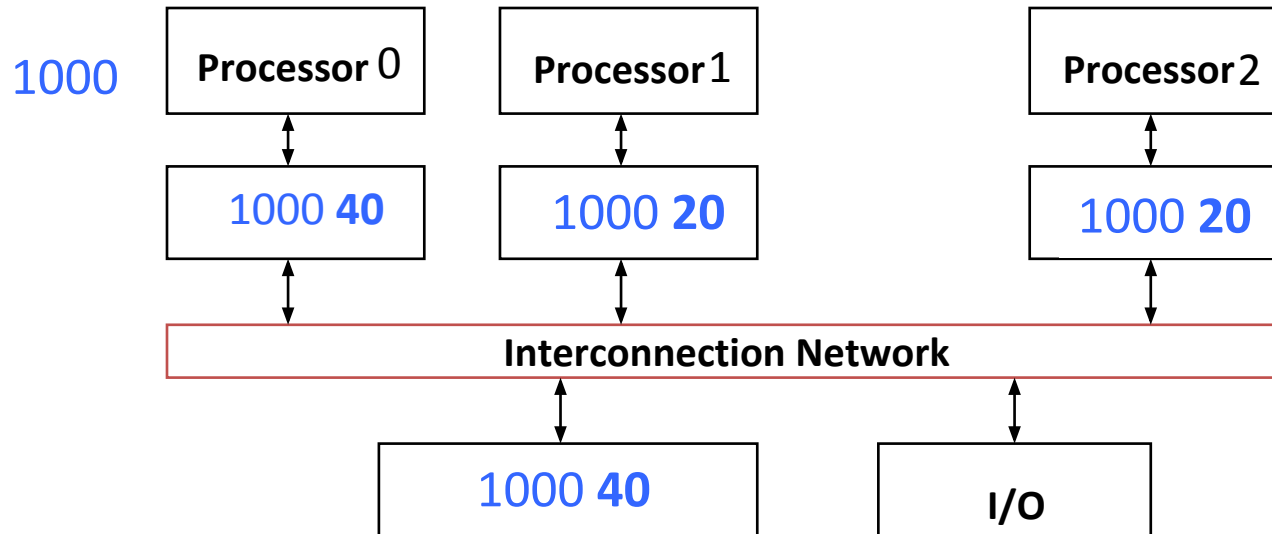 1000
Processor 0
Processor 1
Processor 2
1000 40
1000 20
1000 20
Interconnection Network
1000 40
I/O